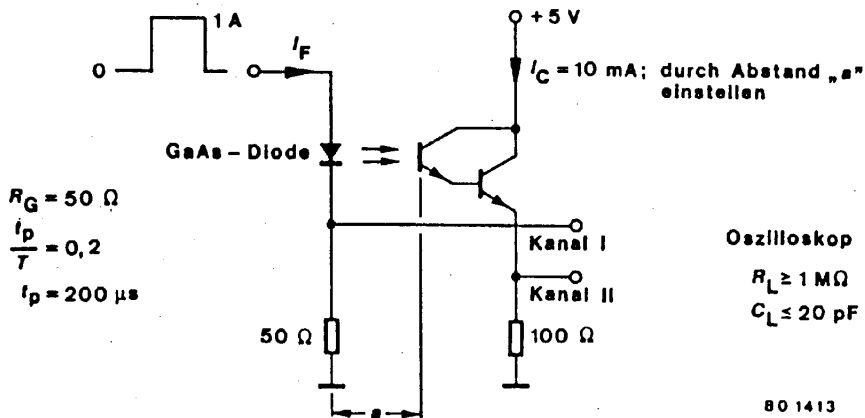 1 A
0
I_F
+ 5 V
I_C = 10 mA; durch Abstand „a"
einstellen
GaAs – Diode
R_G = 50 Ω
t_p
T = 0,2
t_p = 200 µs
Kanal I
Kanal II
Oszilloskop
R_L ≥ 1 MΩ
C_L ≤ 20 pF
50 Ω
100 Ω
a
80 1413